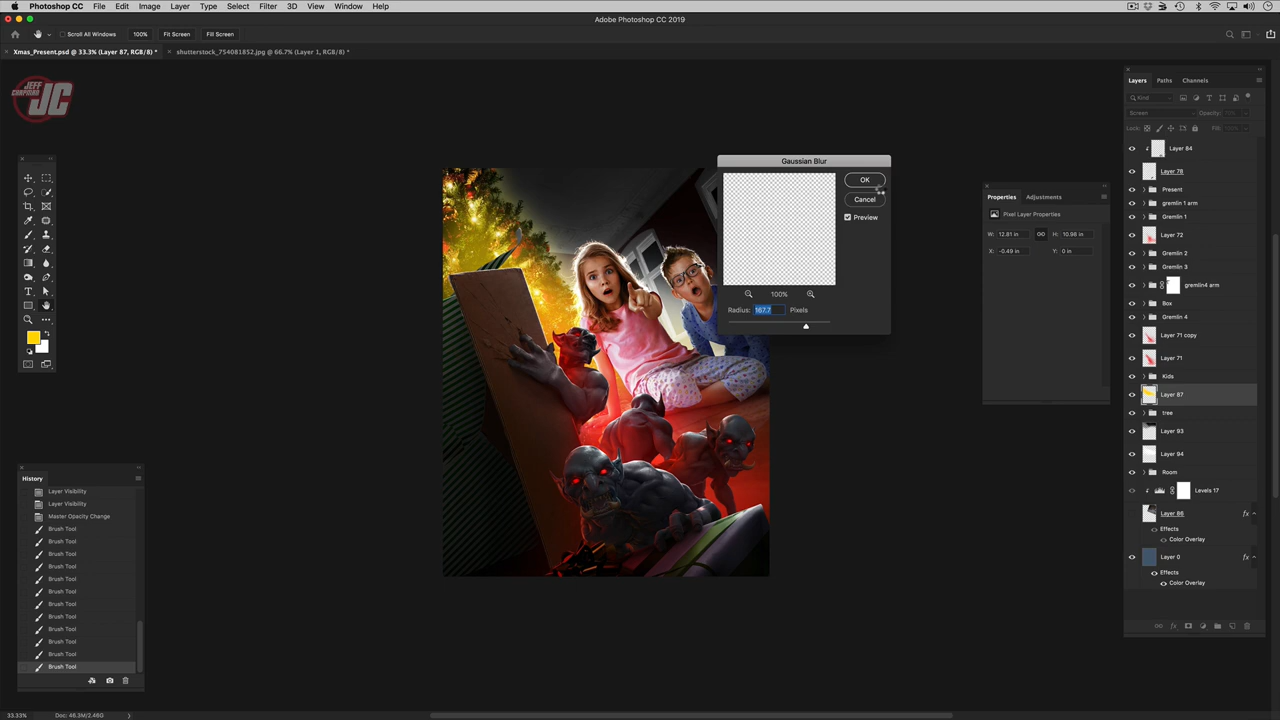 Photoshop CC File Edit Image Layer Type Select Filter 3D View Window Help
Adobe Photoshop CC 2019
Scroll All Windows 100% Fit Screen Fill Screen
Xmas_Present.psd @ 33.3% (Layer 87, RGB/8) * shutterstock_754081852.jpg @ 66.7% (Layer 1, RGB/8) *
JEFF CHAPMAN JC
Gaussian Blur
OK
Cancel
Preview
100%
Radius: 167.7 Pixels
Properties Adjustments
Pixel Layer Properties
W: 12.81 in H: 10.98 in
X: -0.49 in Y: 0 in
Layers Paths Channels
Kind
Screen Opacity:
Lock: Fill:
Layer 84
Layer 78
Present
gremlin 1 arm
Gremlin 1
Layer 72
Gremlin 2
Gremlin 3
gremlin4 arm
Box
Gremlin 4
Layer 71 copy
Layer 71
Kids
Layer 87
tree
Layer 93
Layer 94
Room
Levels 17
Layer 86 fx
Effects
Color Overlay
Layer 0 fx
Effects
Color Overlay
fx
History
Layer Visibility
Layer Visibility
Master Opacity Change
Brush Tool
Brush Tool
Brush Tool
Brush Tool
Brush Tool
Brush Tool
Brush Tool
Brush Tool
Brush Tool
Brush Tool
Brush Tool
Brush Tool
33.33% Doc: 46.3M/2.46G